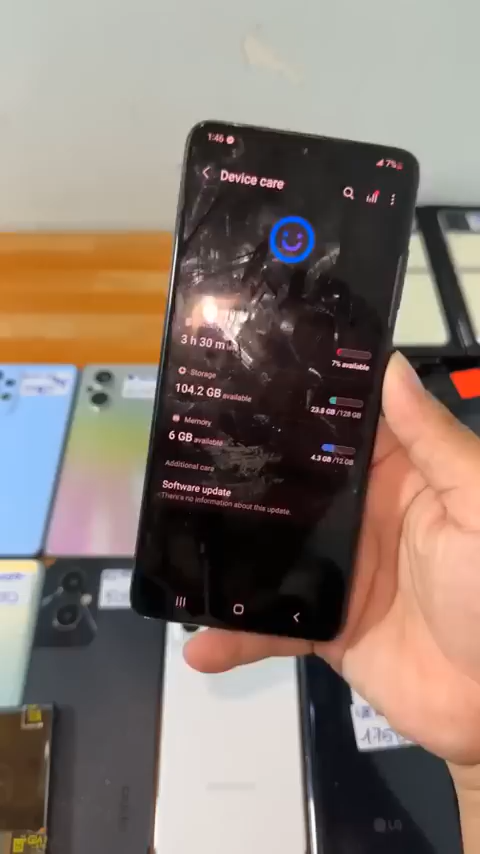 1:46
7%
Device care
3 h 30 m
7% available
Storage
104.2 GB available
23.8 GB /128 GB
Memory
6 GB available
4.3 GB /12 GB
Additional care
Software update
There's no information about this update.
LG